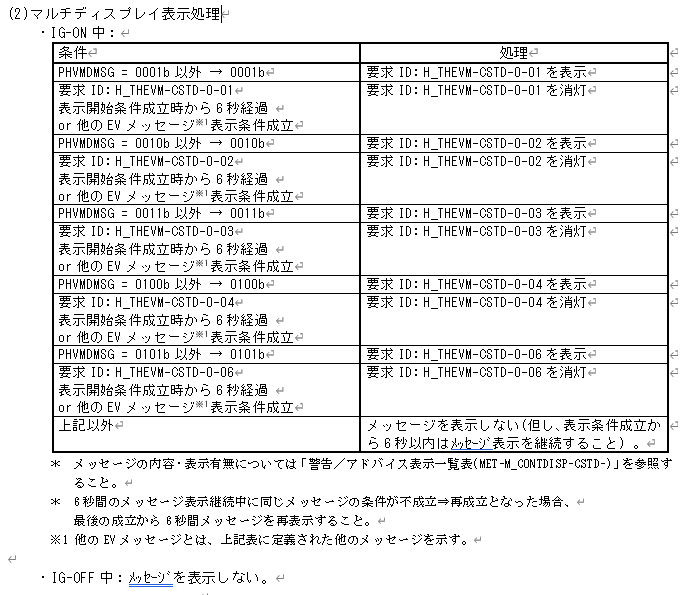 (2)マルチディスプレイ表示処理
・IG-ON 中：
条件 処理
PHVMDMSG = 0001b 以外 → 0001b 要求 ID：H_THEVM-CSTD-0-01 を表示
要求 ID：H_THEVM-CSTD-0-01 要求 ID：H_THEVM-CSTD-0-01 を消灯
表示開始条件成立時から 6 秒経過
or 他の EV メッセージ※1表示条件成立
PHVMDMSG = 0010b 以外 → 0010b 要求 ID：H_THEVM-CSTD-0-02 を表示
要求 ID：H_THEVM-CSTD-0-02 要求 ID：H_THEVM-CSTD-0-02 を消灯
表示開始条件成立時から 6 秒経過
or 他の EV メッセージ※1表示条件成立
PHVMDMSG = 0011b 以外 → 0011b 要求 ID：H_THEVM-CSTD-0-03 を表示
要求 ID：H_THEVM-CSTD-0-03 要求 ID：H_THEVM-CSTD-0-03 を消灯
表示開始条件成立時から 6 秒経過
or 他の EV メッセージ※1表示条件成立
PHVMDMSG = 0100b 以外 → 0100b 要求 ID：H_THEVM-CSTD-0-04 を表示
要求 ID：H_THEVM-CSTD-0-04 要求 ID：H_THEVM-CSTD-0-04 を消灯
表示開始条件成立時から 6 秒経過
or 他の EV メッセージ※1表示条件成立
PHVMDMSG = 0101b 以外 → 0101b 要求 ID：H_THEVM-CSTD-0-06 を表示
要求 ID：H_THEVM-CSTD-0-06 要求 ID：H_THEVM-CSTD-0-06 を消灯
表示開始条件成立時から 6 秒経過
or 他の EV メッセージ※1表示条件成立
上記以外 メッセージを表示しない(但し、表示条件成立か
ら 6 秒以内はﾒｯｾｰｼﾞ表示を継続すること）。
＊ メッセージの内容・表示有無については「警告／アドバイス表示一覧表(MET-M_CONTDISP-CSTD-)」を参照す
ること。
＊ 6 秒間のメッセージ表示継続中に同じメッセージの条件が不成立⇒再成立となった場合、
最後の成立から 6 秒間メッセージを再表示すること。
※1 他の EV メッセージとは、上記表に定義された他のメッセージを示す。
・IG-OFF 中：ﾒｯｾｰｼﾞを表示しない。